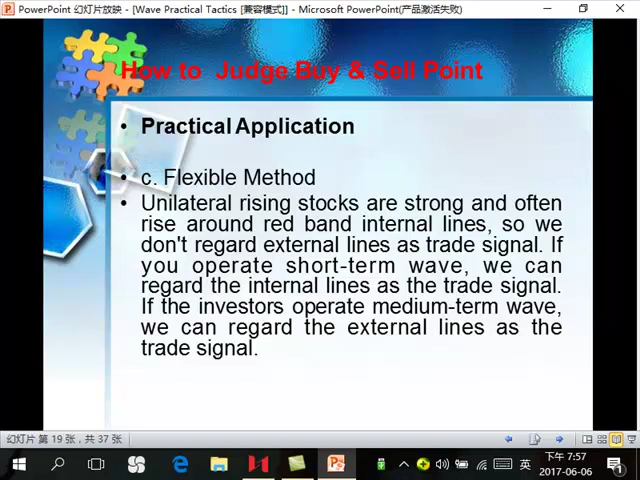 PowerPoint 幻灯片放映 - [Wave Practical Tactics [兼容模式]] - Microsoft PowerPoint(产品激活失败)
How to Judge Buy & Sell Point
• Practical Application
• c. Flexible Method
• Unilateral rising stocks are strong and often
rise around red band internal lines, so we
don't regard external lines as trade signal. If
you operate short-term wave, we can
regard the internal lines as the trade signal.
If the investors operate medium-term wave,
we can regard the external lines as the
trade signal.
幻灯片 第 19 张，共 37 张
英
下午 7:57
2017-06-06
1